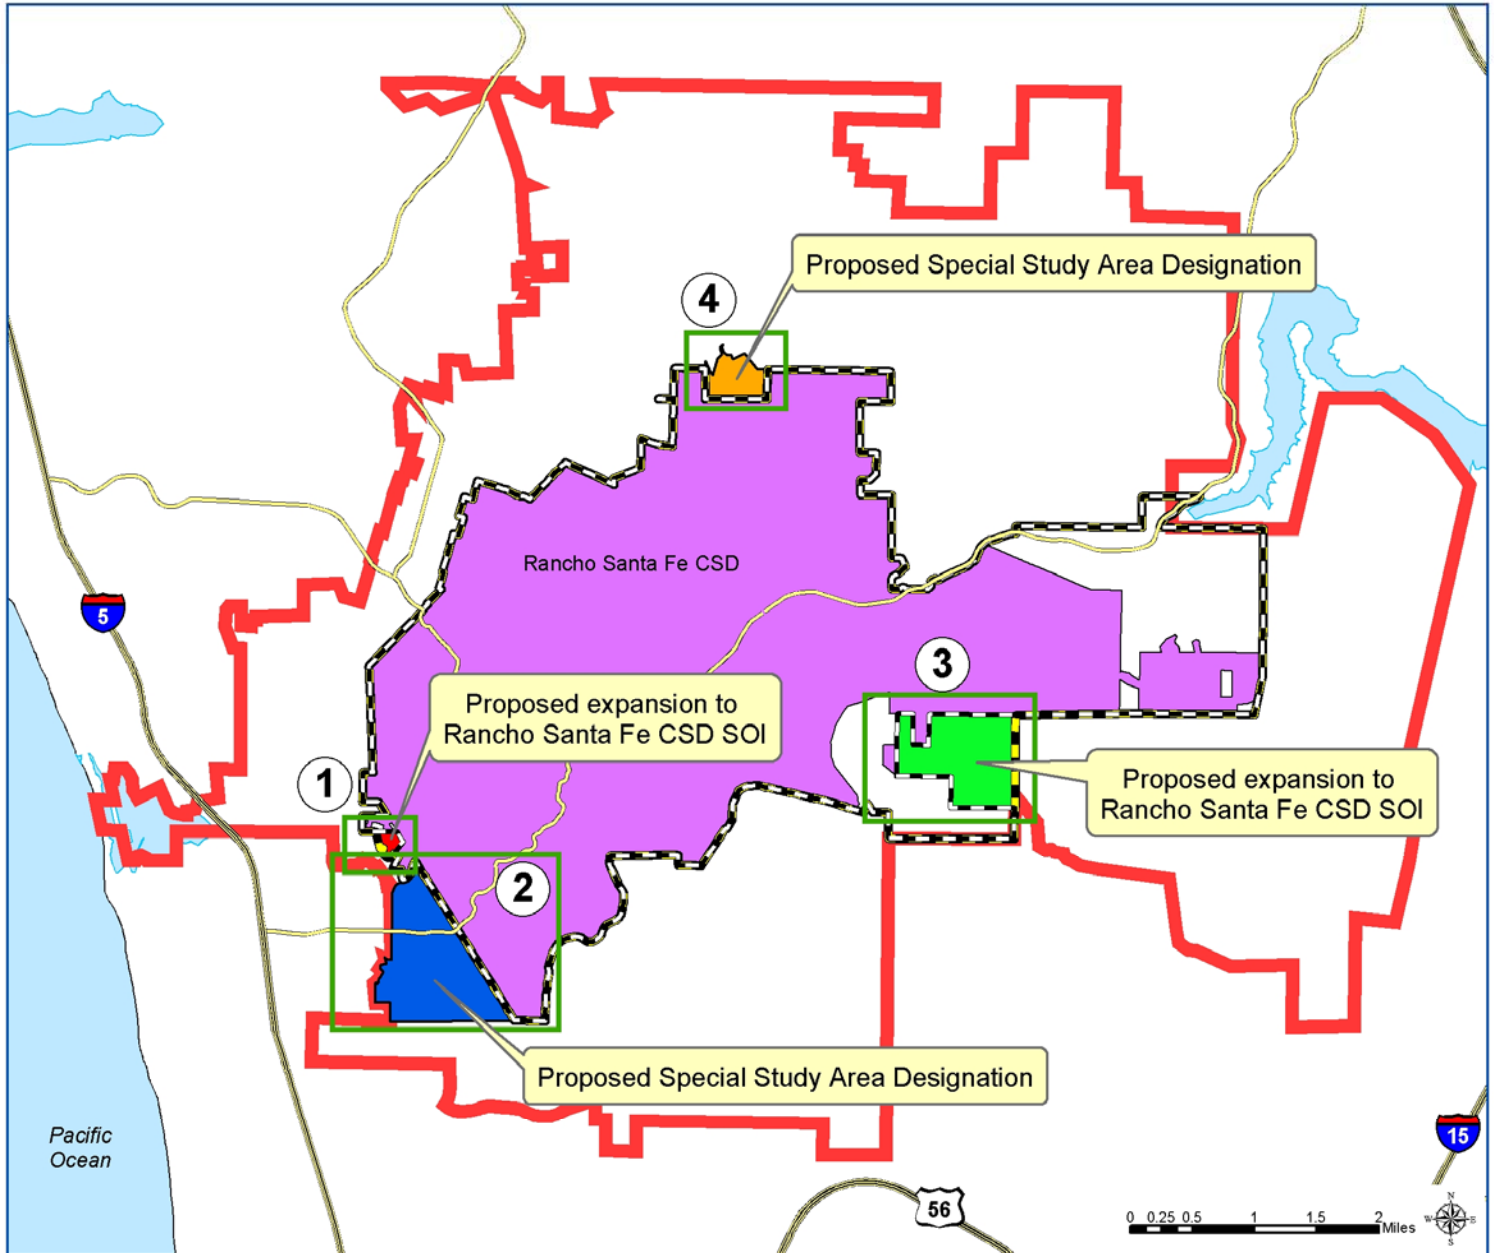 Proposed Special Study Area Designation
4
Rancho Santa Fe CSD
5
3
Proposed expansion to
Rancho Santa Fe CSD SOI
1
Proposed expansion to
Rancho Santa Fe CSD SOI
2
Proposed Special Study Area Designation
Pacific
Ocean
15
56
0 0.25 0.5 1 1.5 2
Miles
N
W E
S